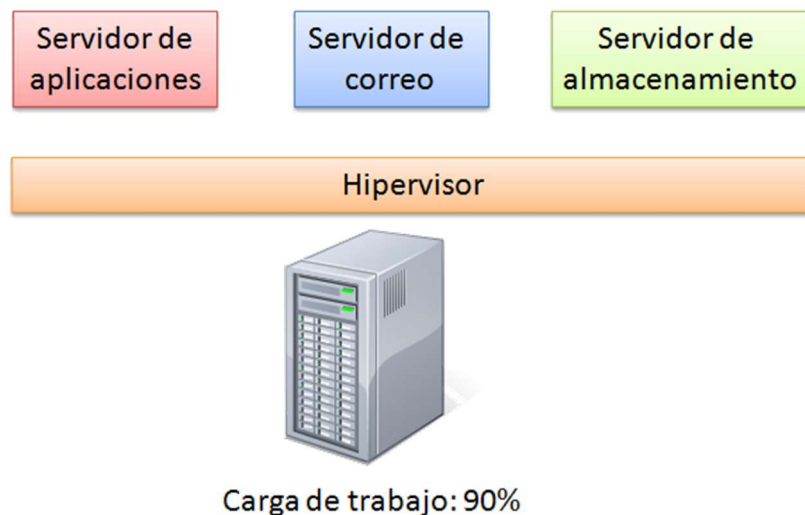 Servidor de
aplicaciones
Servidor de
correo
Servidor de
almacenamiento
Hipervisor
Carga de trabajo: 90%